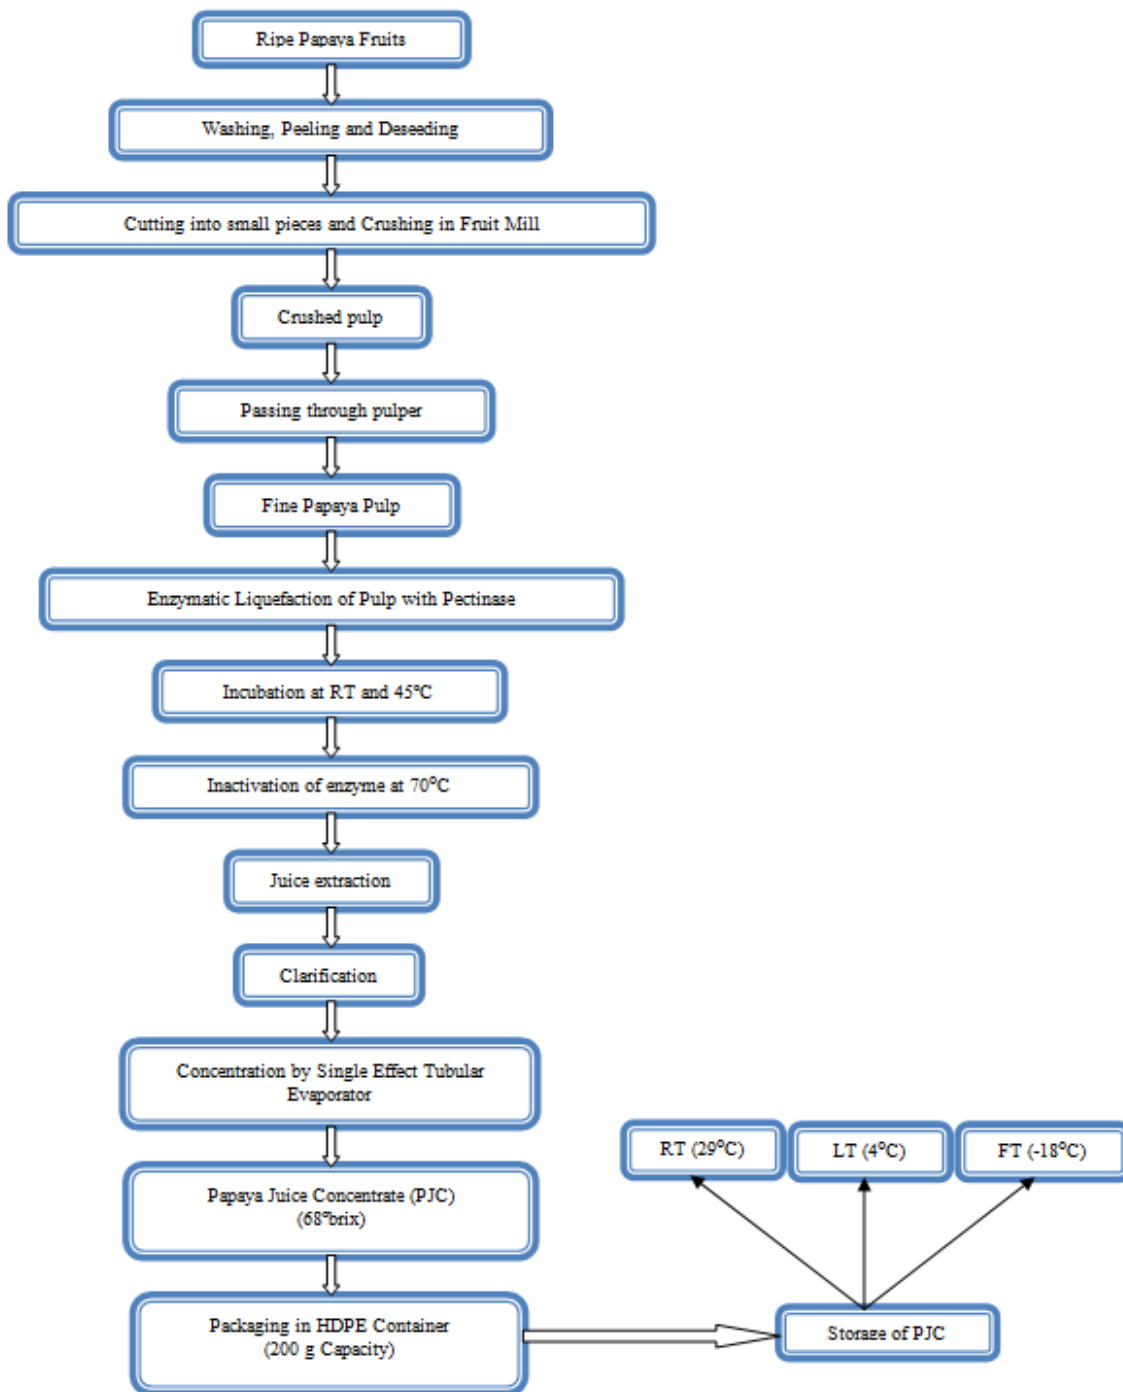 Ripe Papaya Fruits
Washing, Peeling and Deseeding
Cutting into small pieces and Crushing in Fruit Mill
Crushed pulp
Passing through pulper
Fine Papaya Pulp
Enzymatic Liquefaction of Pulp with Pectinase
Incubation at RT and 45°C
Inactivation of enzyme at 70°C
Juice extraction
Clarification
Concentration by Single Effect Tubular
Evaporator
Papaya Juice Concentrate (PJC)
(68°brix)
Packaging in HDPE Container
(200 g Capacity)
Storage of PJC
RT (29°C)
LT (4°C)
FT (-18°C)